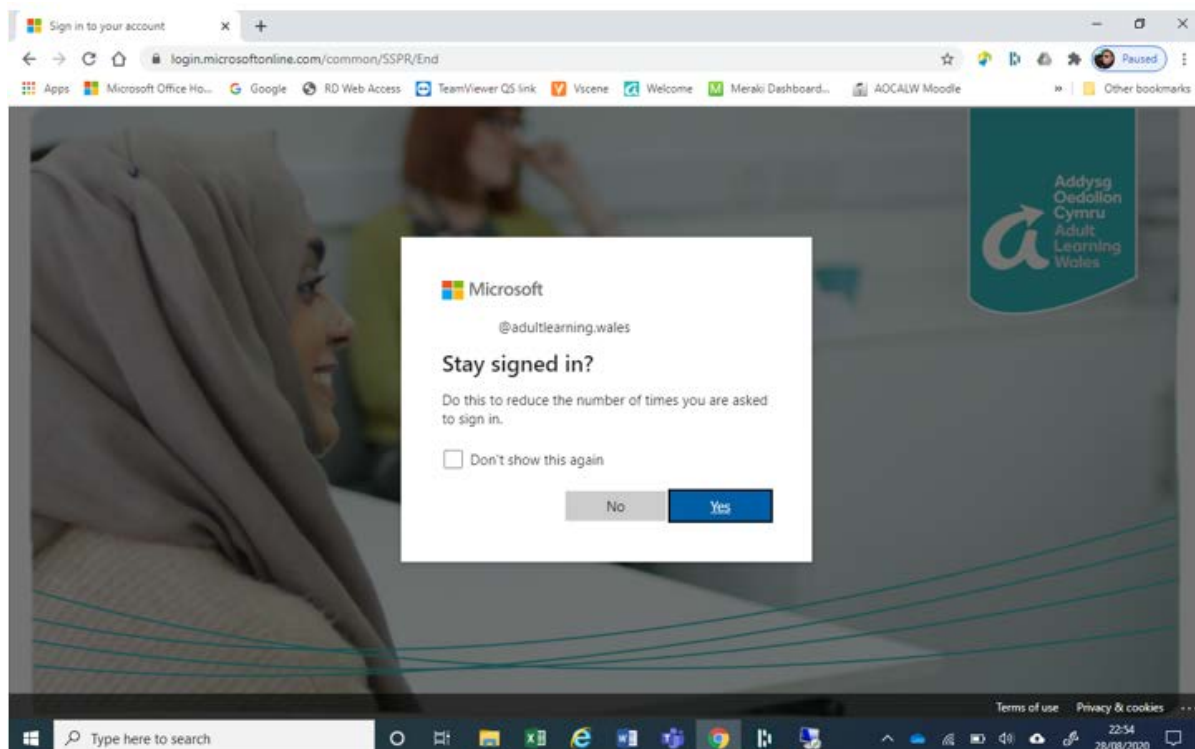 Sign in to your account
login.microsoftonline.com/common/SSPR/End
Paused
Apps
Microsoft Office Ho...
Google
RD Web Access
TeamViewer QS link
Vscene
Welcome
Meraki Dashboard...
AOCALW Moodle
»
Other bookmarks
Addysg
Oedolion
Cymru
Adult
Learning
Wales
Microsoft
@adultlearning.wales
Stay signed in?
Do this to reduce the number of times you are asked
to sign in.
Don't show this again
No
Yes
Terms of use
Privacy & cookies
...
Type here to search
22:54
28/08/2020